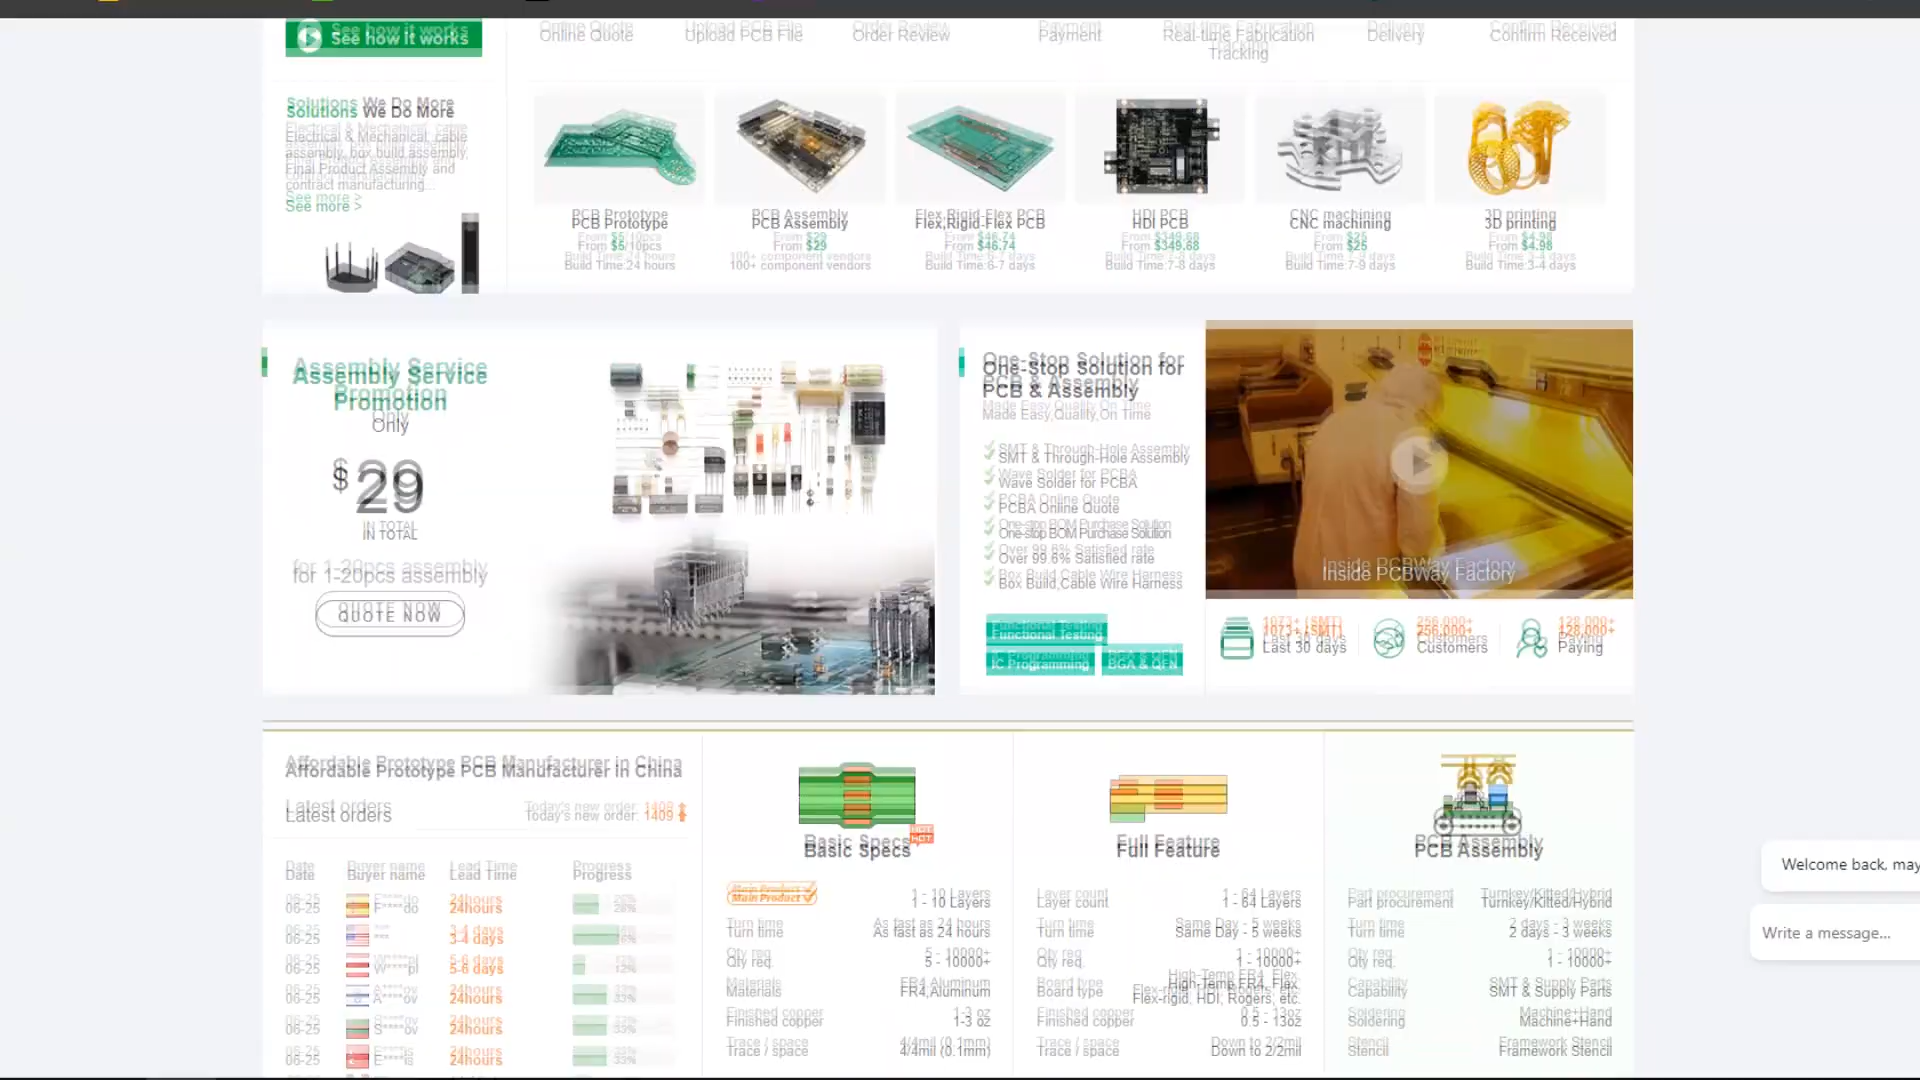 See how it works
Online Quote
Upload PCB File
Order Review
Payment
Real-time Fabrication
Tracking
Delivery
Confirm Received
Solutions We Do More
Electrical & Mechanical, cable
assembly, box build assembly,
Final Product Assembly and
contract manufacturing...
See more >
PCB Prototype
From $5/10pcs
Build Time:24 hours
PCB Assembly
From $29
100+ component vendors
Flex,Rigid-Flex PCB
From $46.74
Build Time:6-7 days
HDI PCB
From $349.68
Build Time:7-8 days
CNC machining
From $25
Build Time:7-9 days
3D printing
From $4.98
Build Time:3-4 days
Assembly Service
Promotion
Only
$29
IN TOTAL
for 1-20pcs assembly
QUOTE NOW
One-Stop Solution for
PCB & Assembly
Made Easy,Quality,On Time
SMT & Through-Hole Assembly
Wave Solder for PCBA
PCBA Online Quote
One-stop BOM Purchase Solution
Over 99.6% Satisfied rate
Box Build,Cable Wire Harness
Functional Testing
IC Programming
BGA & QFN
Inside PCBWay Factory
1073+ (SMT)
Last 30 days
256,000+
Customers
128,000+
Paying
Affordable Prototype PCB Manufacturer in China
Latest orders
Today's new order: 1409
Date Buyer name Lead Time Progress
06-25 24hours
06-25 *** 3-4 days
06-25 W****pl 5-6 days 12%
06-25 A****ov 24hours 33%
06-25 S****ov 24hours 33%
06-25 24hours 33%
Basic Specs
HOT
Main Product 1 - 10 Layers
Turn time As fast as 24 hours
Qty req. 5 - 10000+
Materials FR4,Aluminum
Finished copper 1-3 oz
Trace / space 4/4mil (0.1mm)
Full Feature
Layer count 1 - 64 Layers
Turn time Same Day - 5 weeks
Qty req. 1 - 10000+
Board type High-Temp FR4, Flex,
Flex-rigid, HDI, Rogers, etc.
Finished copper 0.5 - 13oz
Trace / space Down to 2/2mil
PCB Assembly
Part procurement Turnkey/Kitted/Hybrid
Turn time 2 days - 3 weeks
Qty req. 1 - 10000+
Capability SMT & Supply Parts
Soldering Machine+Hand
Stencil Framework Stencil
Welcome back, may
Write a message...